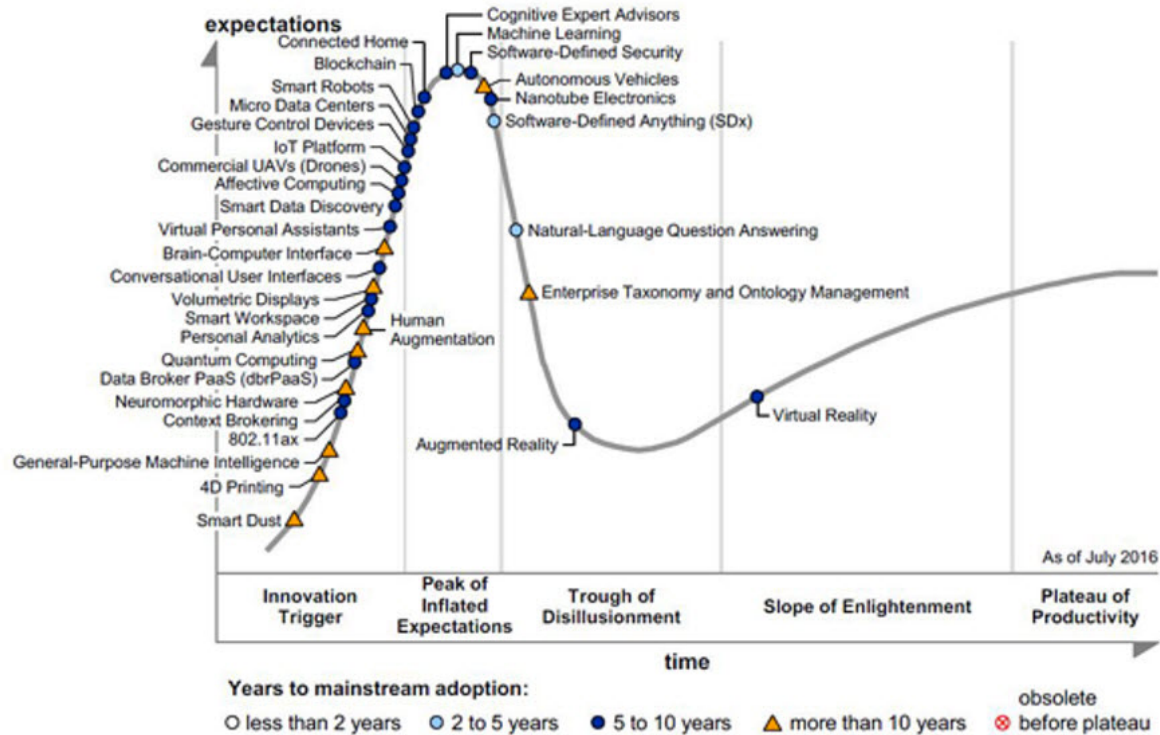 expectations
Cognitive Expert Advisors
Machine Learning
Software-Defined Security
Connected Home
Blockchain
Autonomous Vehicles
Smart Robots
Nanotube Electronics
Micro Data Centers
Gesture Control Devices
Software-Defined Anything (SDx)
IoT Platform
Commercial UAVs (Drones)
Affective Computing
Smart Data Discovery
Virtual Personal Assistants
Natural-Language Question Answering
Brain-Computer Interface
Conversational User Interfaces
Volumetric Displays
Enterprise Taxonomy and Ontology Management
Smart Workspace
Personal Analytics
Human
Augmentation
Quantum Computing
Data Broker PaaS (dbrPaaS)
Neuromorphic Hardware
Context Brokering
802.11ax
General-Purpose Machine Intelligence
4D Printing
Smart Dust
Augmented Reality
Virtual Reality
As of July 2016
Innovation
Trigger
Peak of
Inflated
Expectations
Trough of
Disillusionment
Slope of Enlightenment
Plateau of
Productivity
time
Years to mainstream adoption:
less than 2 years
2 to 5 years
5 to 10 years
more than 10 years
obsolete
before plateau